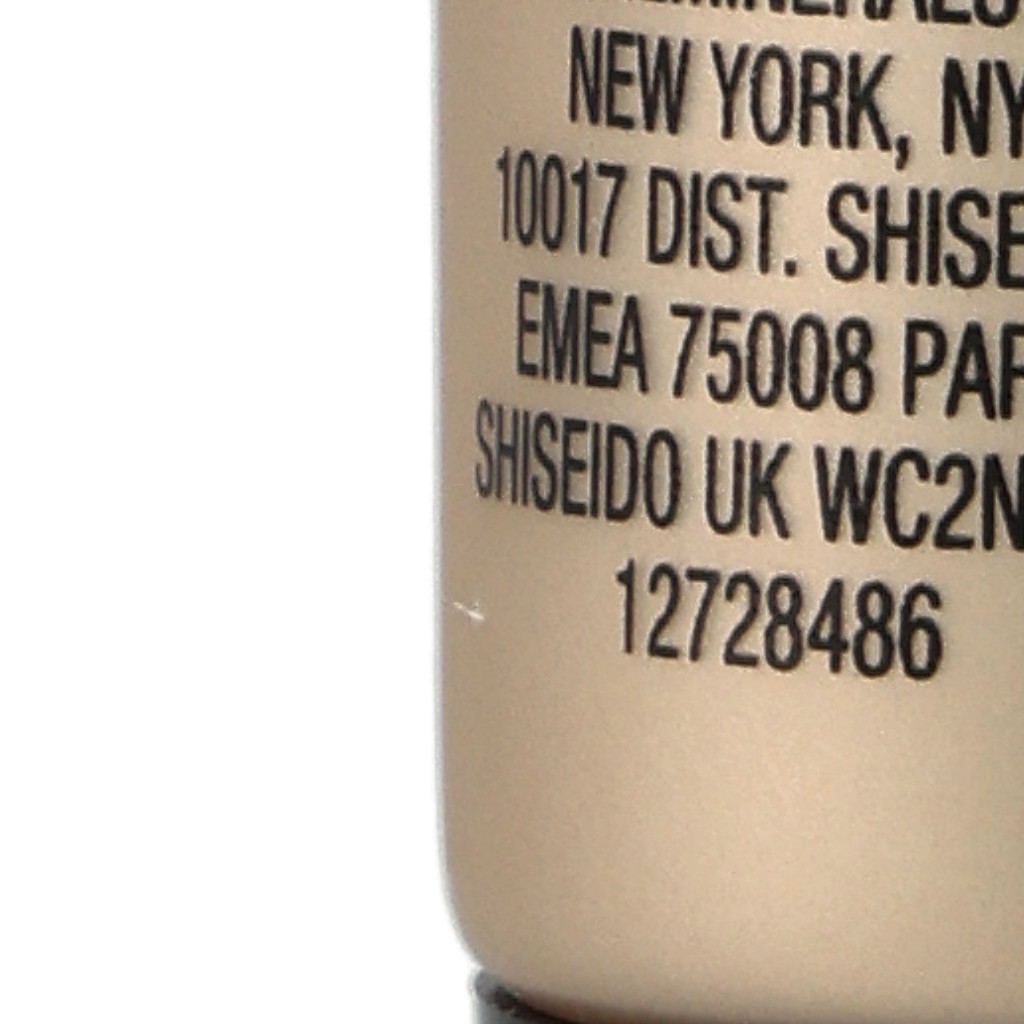 NEW YORK, NY
10017 DIST. SHISE
EMEA 75008 PAR
SHISEIDO UK WC2N
12728486